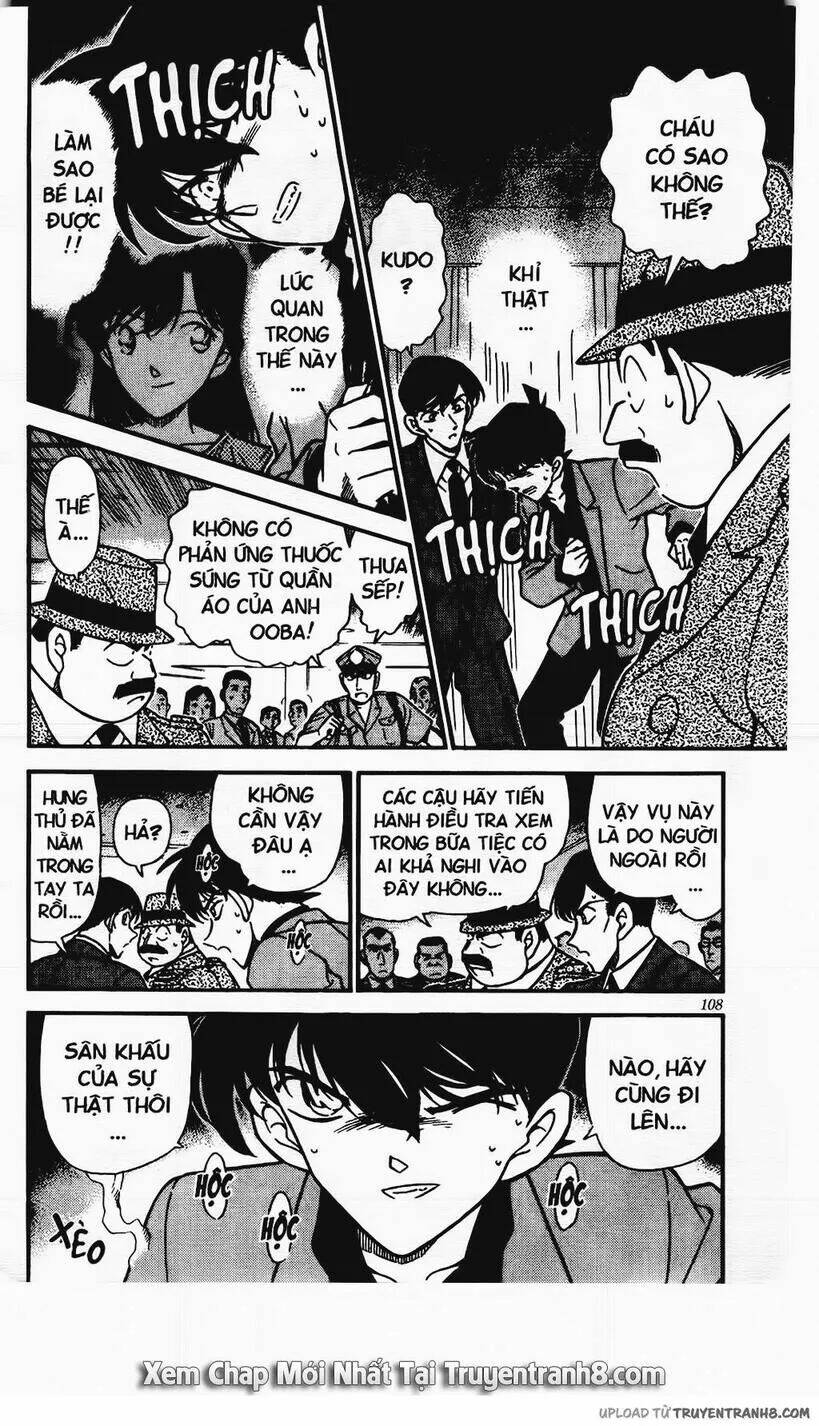 CHÁU
CÓ SAO
KHÔNG
THẾ?
KHỈ
THẬT
...
KUDO
?
THỊCH
THỊCH
THỊCH
LÀM
SAO
BÉ LẠI
ĐƯỢC
!!
LÚC
QUAN
TRONG
THẾ NÀY
...
THƯA
SẾP!
KHÔNG CÓ
PHẢN ỨNG THUỐC
SÚNG TỪ QUẦN
ÁO CỦA ANH
OOBA!
THẾ
À...
VẬY VỤ NÀY
LÀ DO NGƯỜI
NGOÀI RỒI
...
CÁC CẬU HÃY TIẾN
HÀNH ĐIỀU TRA XEM
TRONG BỮA TIỆC CÓ
AI KHẢ NGHI VÀO
ĐÂY KHÔNG...
KHÔNG
CẦN VẬY
ĐÂU Ạ
...
HỘC
HỘC
HẢ?
HUNG
THỦ ĐÃ
NẰM
TRONG
TAY TA
RỒI...
108
NÀO, HÃY
CÙNG ĐI
LÊN...
SÂN KHẤU
CỦA SỰ
THẬT THÔI
...
HỘC
HỘC
HỘC
XÈO
Xem Chap Mới Nhất Tại Truyentranh8.com
UPLOAD TỪ TRUYENTRANH8.COM